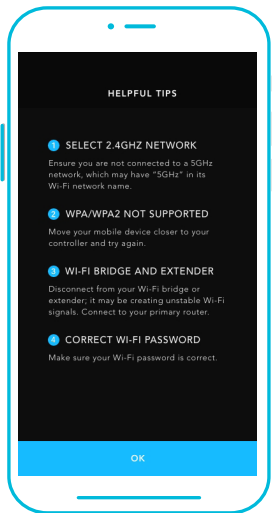 HELPFUL TIPS
1 SELECT 2.4GHZ NETWORK
Ensure you are not connected to a 5GHz
network, which may have "5GHz" in its
Wi-Fi network name.
2 WPA/WPA2 NOT SUPPORTED
Move your mobile device closer to your
controller and try again.
3 WI-FI BRIDGE AND EXTENDER
Disconnect from your Wi-Fi bridge or
extender; it may be creating unstable Wi-Fi
signals. Connect to your primary router.
4 CORRECT WI-FI PASSWORD
Make sure your Wi-Fi password is correct.
OK